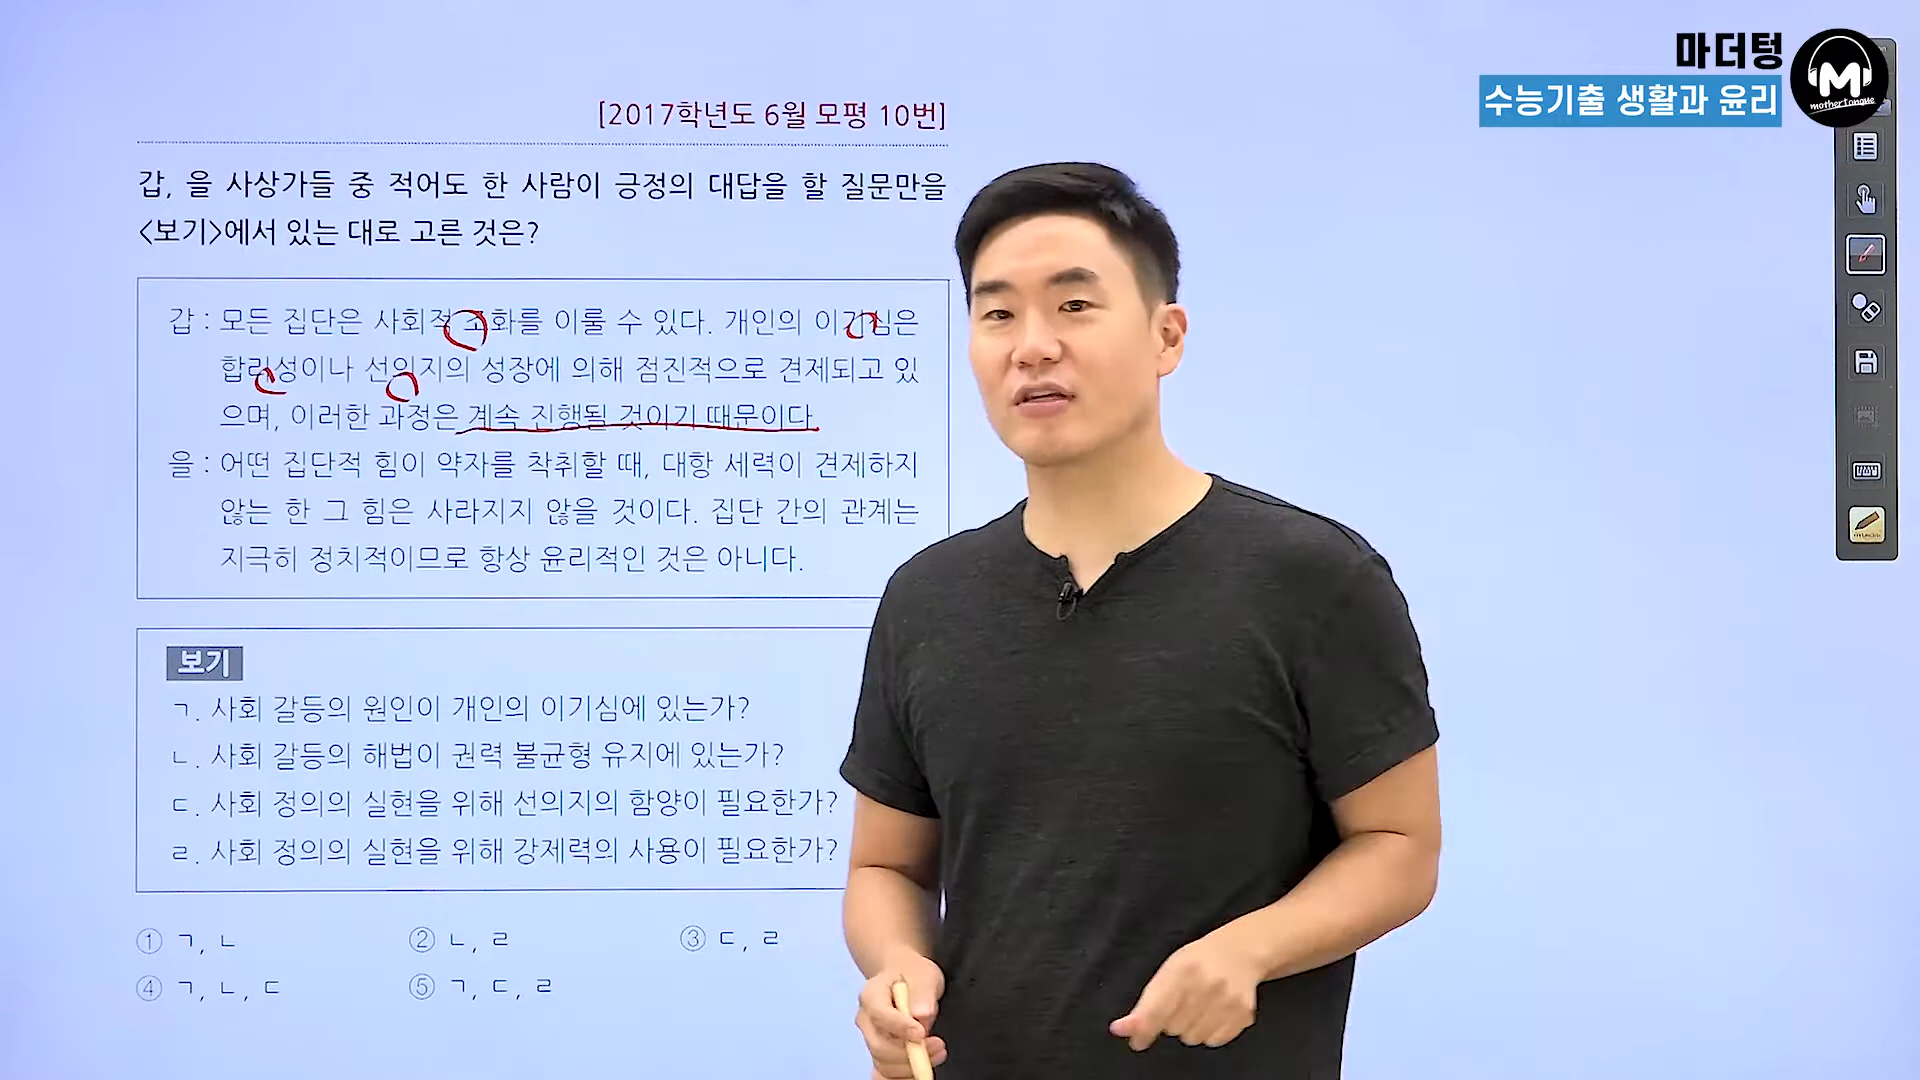 마더텅
수능기출 생활과 윤리
M
mothertongue
[2017학년도 6월 모평 10번]
갑, 을 사상가들 중 적어도 한 사람이 긍정의 대답을 할 질문만을
<보기>에서 있는 대로 고른 것은?
갑 : 모든 집단은 사회적 조화를 이룰 수 있다. 개인의 이기심은
합리성이나 선의지의 성장에 의해 점진적으로 견제되고 있
으며, 이러한 과정은 계속 진행될 것이기 때문이다.
을 : 어떤 집단적 힘이 약자를 착취할 때, 대항 세력이 견제하지
않는 한 그 힘은 사라지지 않을 것이다. 집단 간의 관계는
지극히 정치적이므로 항상 윤리적인 것은 아니다.
보기
ㄱ. 사회 갈등의 원인이 개인의 이기심에 있는가?
ㄴ. 사회 갈등의 해법이 권력 불균형 유지에 있는가?
ㄷ. 사회 정의의 실현을 위해 선의지의 함양이 필요한가?
ㄹ. 사회 정의의 실현을 위해 강제력의 사용이 필요한가?
① ㄱ, ㄴ ② ㄴ, ㄹ ③ ㄷ, ㄹ
④ ㄱ, ㄴ, ㄷ ⑤ ㄱ, ㄷ, ㄹ